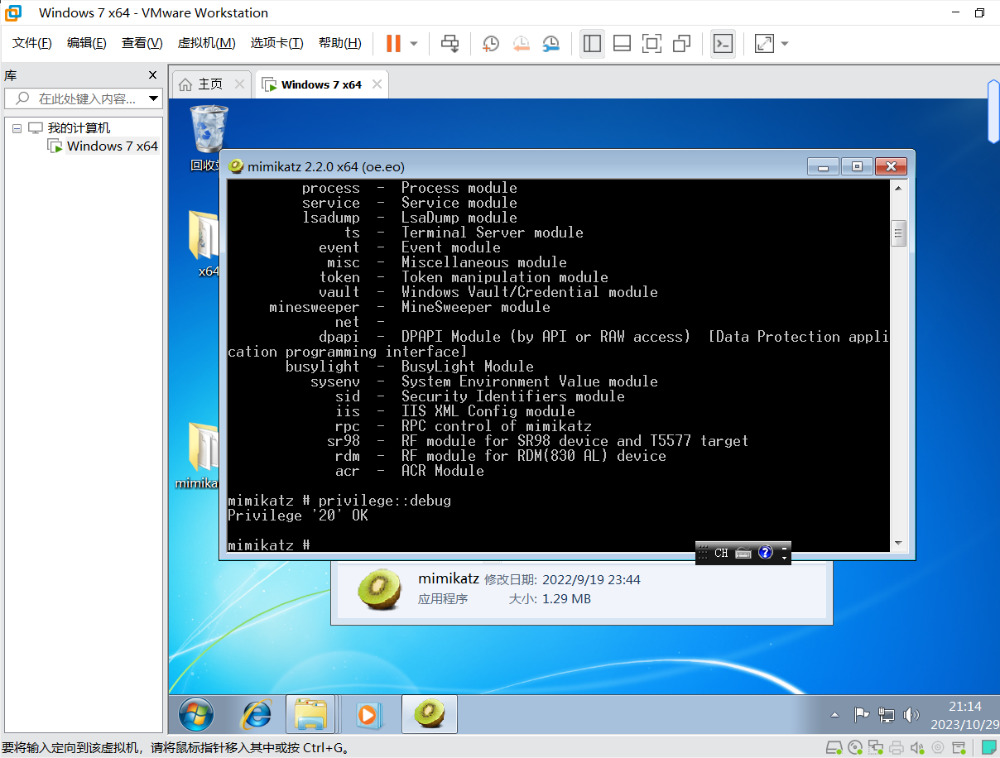 Windows 7 x64 - VMware Workstation
文件(F) 编辑(E) 查看(V) 虚拟机(M) 选项卡(T) 帮助(H)
库
主页
Windows 7 x64
在此处键入内容...
我的计算机
Windows 7 x64
回收
mimikatz 2.2.0 x64 (oe.eo)
process - Process module
service - Service module
lsadump - LsaDump module
ts - Terminal Server module
event - Event module
misc - Miscellaneous module
token - Token manipulation module
vault - Windows Vault/Credential module
minesweeper - MineSweeper module
net -
dpapi - DPAPI Module (by API or RAW access) [Data Protection appli
cation programming interface]
busylight - BusyLight Module
sysenv - System Environment Value module
sid - Security Identifiers module
iis - IIS XML Config module
rpc - RPC control of mimikatz
sr98 - RF module for SR98 device and T5577 target
rdm - RF module for RDM(830 AL) device
acr - ACR Module
mimikatz # privilege::debug
Privilege '20' OK
mimikatz #
x64
mimika
CH
mimikatz 修改日期: 2022/9/19 23:44
应用程序 大小: 1.29 MB
21:14
2023/10/29
要将输入定向到该虚拟机，请将鼠标指针移入其中或按 Ctrl+G。